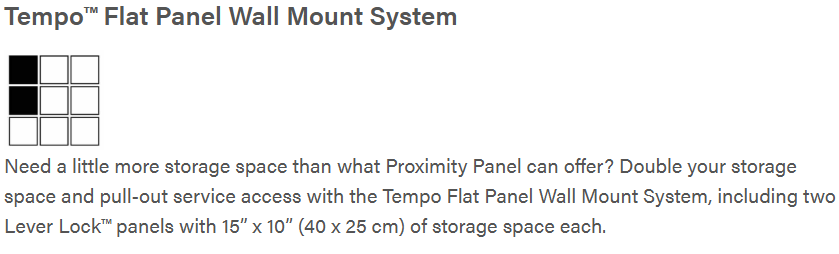 Tempo™ Flat Panel Wall Mount System
Need a little more storage space than what Proximity Panel can offer? Double your storage
space and pull-out service access with the Tempo Flat Panel Wall Mount System, including two
Lever Lock™ panels with 15” x 10” (40 x 25 cm) of storage space each.